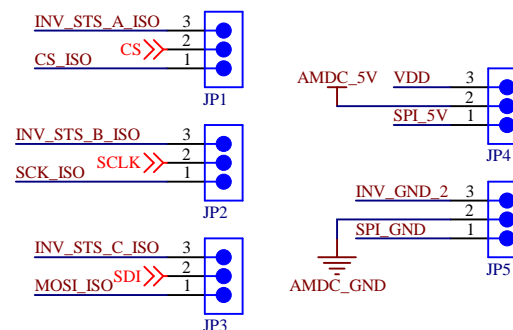 INV_STS_A_ISO 3
CS 2
CS_ISO 1
JP1
INV_STS_B_ISO 3
SCLK 2
SCK_ISO 1
JP2
INV_STS_C_ISO 3
SDI 2
MOSI_ISO 1
JP3
AMDC_5V VDD 3
2
SPI_5V 1
JP4
INV_GND_2 3
2
SPI_GND 1
AMDC_GND
JP5